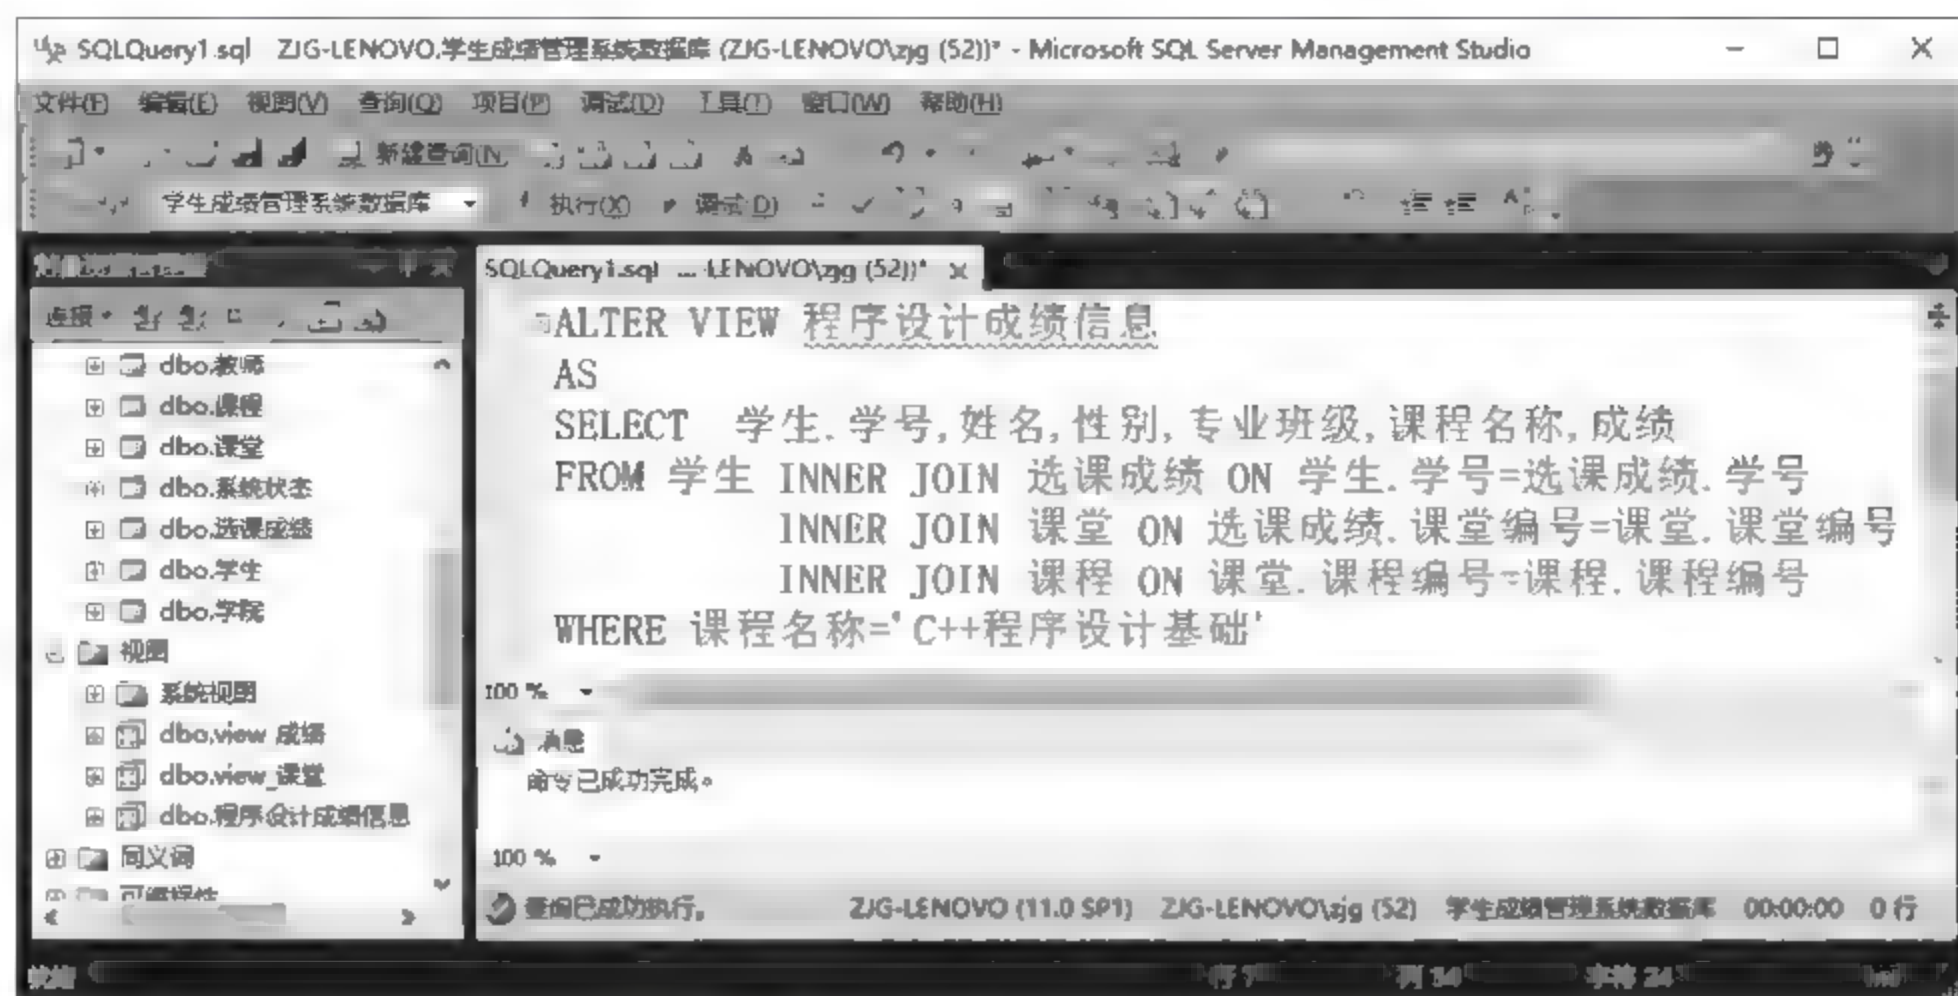 SQLQuery1.sql ZJG-LENOVO.学生成绩管理系统数据库 (ZJG-LENOVO\zjg (52))* - Microsoft SQL Server Management Studio
文件(F) 编辑(E) 视图(V) 查询(Q) 项目(P) 调试(D) 工具(T) 窗口(W) 帮助(H)
新建查询(N)
学生成绩管理系统数据库 执行(X) 调试(D)
SQLQuery1.sql ... -LENOVO\zjg (52))*
连接
dbo.教师
dbo.课程
dbo.课堂
dbo.系统状态
dbo.选课成绩
dbo.学生
dbo.学院
视图
系统视图
dbo.view 成绩
dbo.view_课堂
dbo.程序设计成绩信息
同义词
可编程性
ALTER VIEW 程序设计成绩信息
AS
SELECT 学生.学号,姓名,性别,专业班级,课程名称,成绩
FROM 学生 INNER JOIN 选课成绩 ON 学生.学号=选课成绩.学号
INNER JOIN 课堂 ON 选课成绩.课堂编号=课堂.课堂编号
INNER JOIN 课程 ON 课堂.课程编号=课程.课程编号
WHERE 课程名称='C++程序设计基础'
100 %
消息
命令已成功完成。
100 %
查询已成功执行。 ZJG-LENOVO (11.0 SP1) ZJG-LENOVO\zjg (52) 学生成绩管理系统数据库 00:00:00 0 行
就绪 行 7